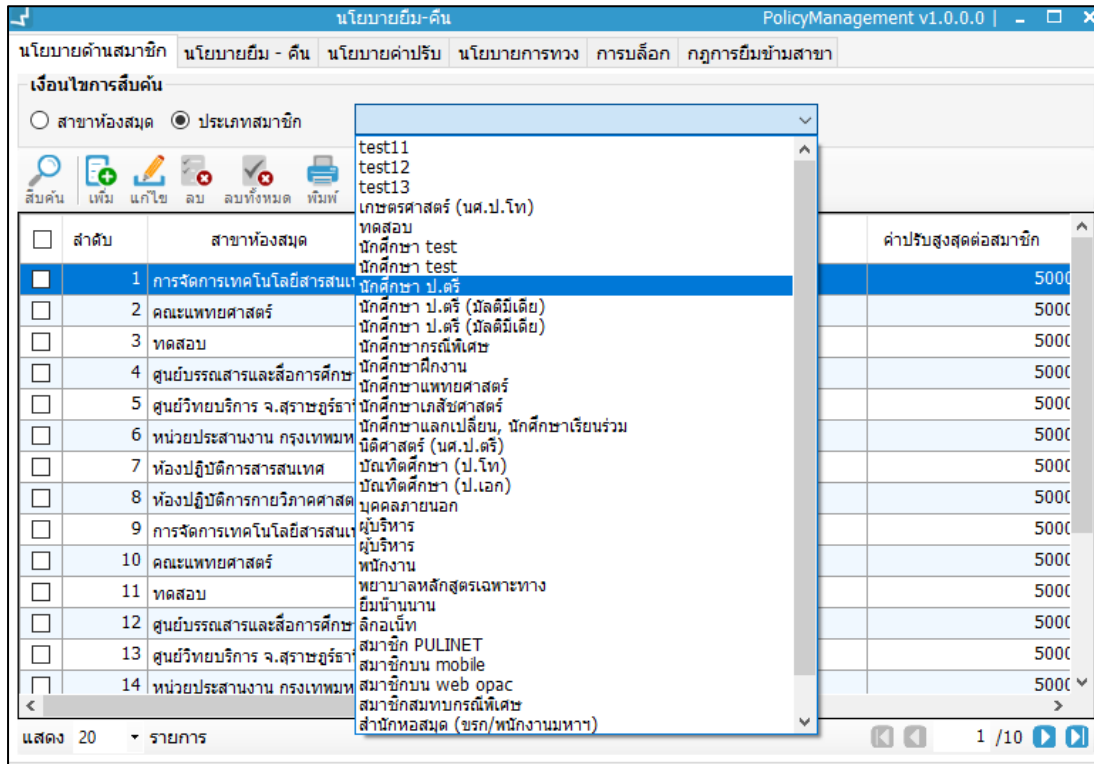 นโยบายยืม-คืน PolicyManagement v1.0.0.0 |
นโยบายด้านสมาชิก นโยบายยืม - คืน นโยบายค่าปรับ นโยบายการทวง การบล็อก กฎการยืมข้ามสาขา
เงื่อนไขการสืบค้น
สาขาห้องสมุด ประเภทสมาชิก
สืบค้น เพิ่ม แก้ไข ลบ ลบทั้งหมด พิมพ์
test11
test12
test13
เกษตรศาสตร์ (นศ.ป.โท)
ทดสอบ
นักศึกษา test
นักศึกษา test
นักศึกษา ป.ตรี
นักศึกษา ป.ตรี (มัลติมีเดีย)
นักศึกษา ป.ตรี (มัลติมีเดีย)
นักศึกษากรณีพิเศษ
นักศึกษาฝึกงาน
นักศึกษาแพทยศาสตร์
นักศึกษาเภสัชศาสตร์
นักศึกษาแลกเปลี่ยน, นักศึกษาเรียนร่วม
นิติศาสตร์ (นศ.ป.ตรี)
บัณฑิตศึกษา (ป.โท)
บัณฑิตศึกษา (ป.เอก)
บุคคลภายนอก
ผู้บริหาร
ผู้บริหาร
พนักงาน
พยาบาลหลักสูตรเฉพาะทาง
ยืมน๊านนาน
ลิกอเน็ท
สมาชิก PULINET
สมาชิกบน mobile
สมาชิกบน web opac
สมาชิกสมทบกรณีพิเศษ
สำนักหอสมุด (ขรก/พนักงานมหาฯ)
ลำดับ สาขาห้องสมุด ค่าปรับสูงสุดต่อสมาชิก
1 การจัดการเทคโนโลยีสารสนเท 5000
2 คณะแพทยศาสตร์ 5000
3 ทดสอบ 5000
4 ศูนย์บรรณสารและสื่อการศึกษา 5000
5 ศูนย์วิทยบริการ จ.สุราษฎร์ธานี 5000
6 หน่วยประสานงาน กรุงเทพมห 5000
7 ห้องปฏิบัติการสารสนเทศ 5000
8 ห้องปฏิบัติการกายวิภาคศาสต 5000
9 การจัดการเทคโนโลยีสารสนเท 5000
10 คณะแพทยศาสตร์ 5000
11 ทดสอบ 5000
12 ศูนย์บรรณสารและสื่อการศึกษา 5000
13 ศูนย์วิทยบริการ จ.สุราษฎร์ธานี 5000
14 หน่วยประสานงาน กรุงเทพมห 5000
แสดง 20 รายการ 1 /10